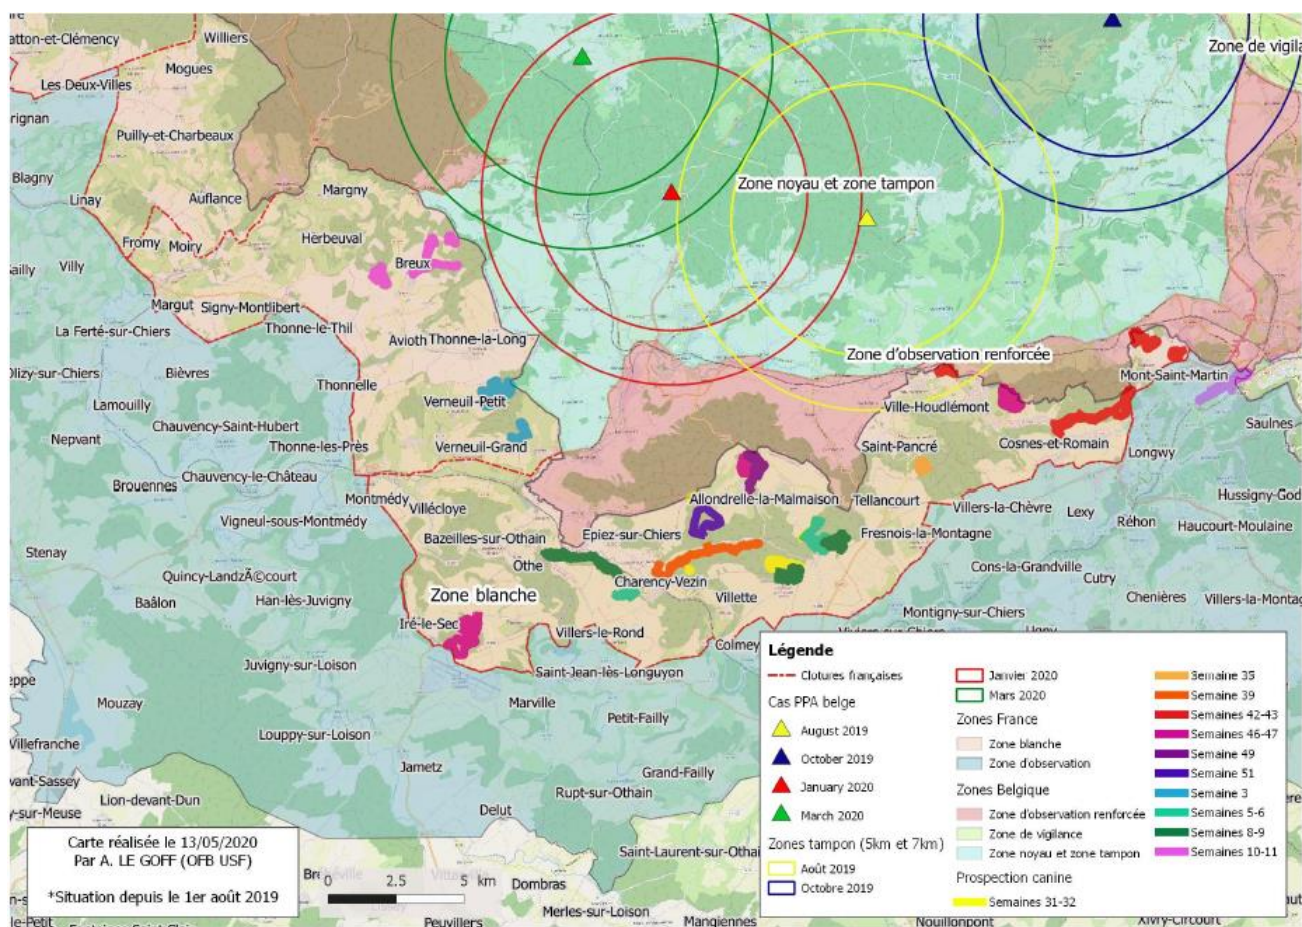 atton-et-Clémency
Williers
Zone de vigila
Mogues
Les Deux-Villes
arignan
Puilly-et-Charbeaux
Blagny
Zone noyau et zone tampon
Margny
Linay
Auflance
Herbeuval
Fromy
Moiry
Breux
Villy
Margut
Signy-Montlibert
Thonne-le-Thil
La Ferté-sur-Chiers
Avioth
Thonne-la-Long
Zone d'observation renforcée
Olizy-sur-Chiers
Bièvres
Mont-Saint-Martin
Thonnelle
Lamouilly
Verneuil-Petit
Ville-Houdlémont
Chauvency-Saint-Hubert
Saulnes
Nepvant
Thonne-les-Près
Verneuil-Grand
Saint-Pancré
Cosnes-et-Romain
Longwy
Chauvency-le-Château
Brouennes
Montmédy
Villécloye
Allondrelle-la-Malmaison
Tellancourt
Villers-la-Chèvre
Hussigny-God
Vigneul-sous-Montmédy
Lexy
Réhon
Haucourt-Moulaine
Bazeilles-sur-Othain
Epiez-sur-Chiers
Fresnois-la-Montagne
Stenay
Othe
Cons-la-Grandville
Quincy-LandzÃ©court
Charency-Vezin
Cutry
Zone blanche
Villette
Chenières
Villers-la-Montag
Baâlon
Han-lès-Juvigny
Montigny-sur-Chiers
Iré-le-Sec
Villers-le-Rond
Colmey
Juvigny-sur-Loison
Saint-Jean-lès-Longuyon
Mouzay
Marville
Petit-Failly
Louppy-sur-Loison
Villefranche
Jametz
Grand-Failly
vant-Sassey
Rupt-sur-Othain
Lion-devant-Dun
y-sur-Meuse
Delut
Saint-Laurent-sur-Othai
Dombras
Merles-sur-Loison
Peuvillers
Mangiennes
Nouillonpont
Xivry-Circourt
le-Petit
Carte réalisée le 13/05/2020
Par A. LE GOFF (OFB USF)
*Situation depuis le 1er août 2019
0 2.5 5 km
Légende
Clotures françaises
Cas PPA belge
August 2019
October 2019
January 2020
March 2020
Zones tampon (5km et 7km)
Août 2019
Octobre 2019
Janvier 2020
Mars 2020
Zones France
Zone blanche
Zone d'observation
Zones Belgique
Zone d'observation renforcée
Zone de vigilance
Zone noyau et zone tampon
Prospection canine
Semaines 31-32
Semaine 35
Semaine 39
Semaines 42-43
Semaines 46-47
Semaine 49
Semaine 51
Semaine 3
Semaines 5-6
Semaines 8-9
Semaines 10-11